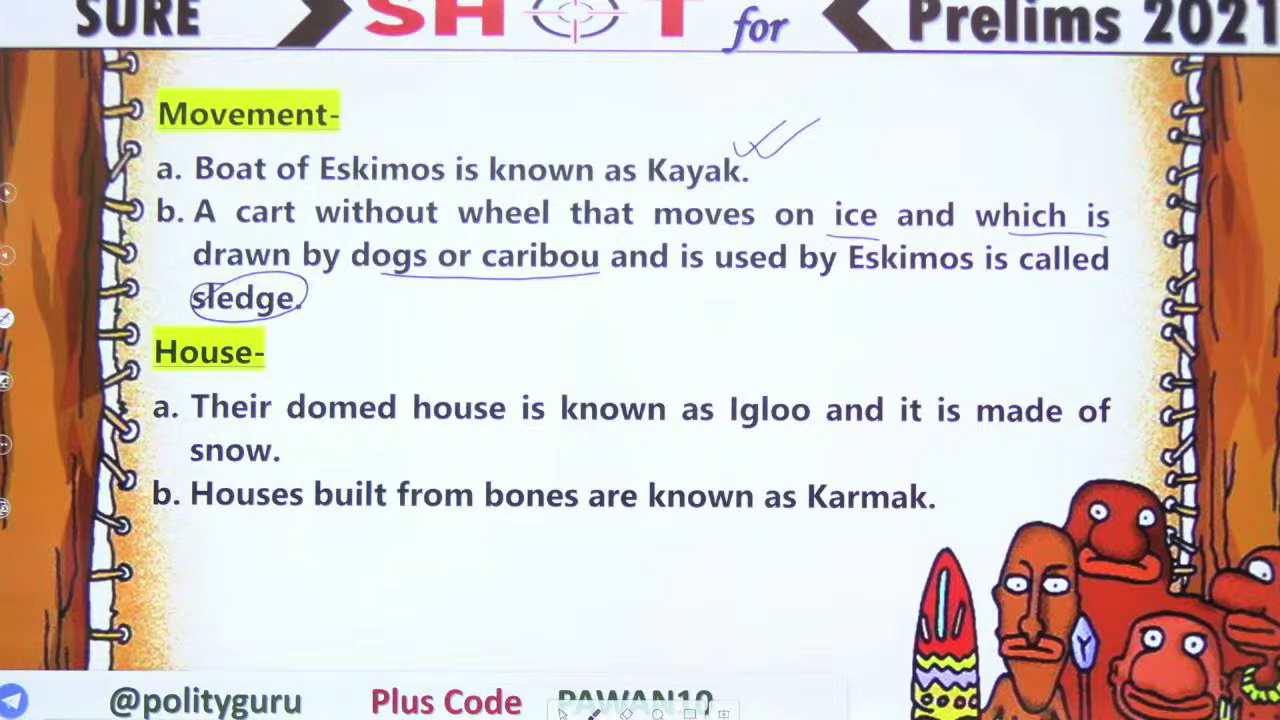 SURE SHOT for Prelims 2021
Movement-
a. Boat of Eskimos is known as Kayak.
b. A cart without wheel that moves on ice and which is
drawn by dogs or caribou and is used by Eskimos is called
sledge.
House-
a. Their domed house is known as Igloo and it is made of
snow.
b. Houses built from bones are known as Karmak.
@polityguru Plus Code PAWAN10